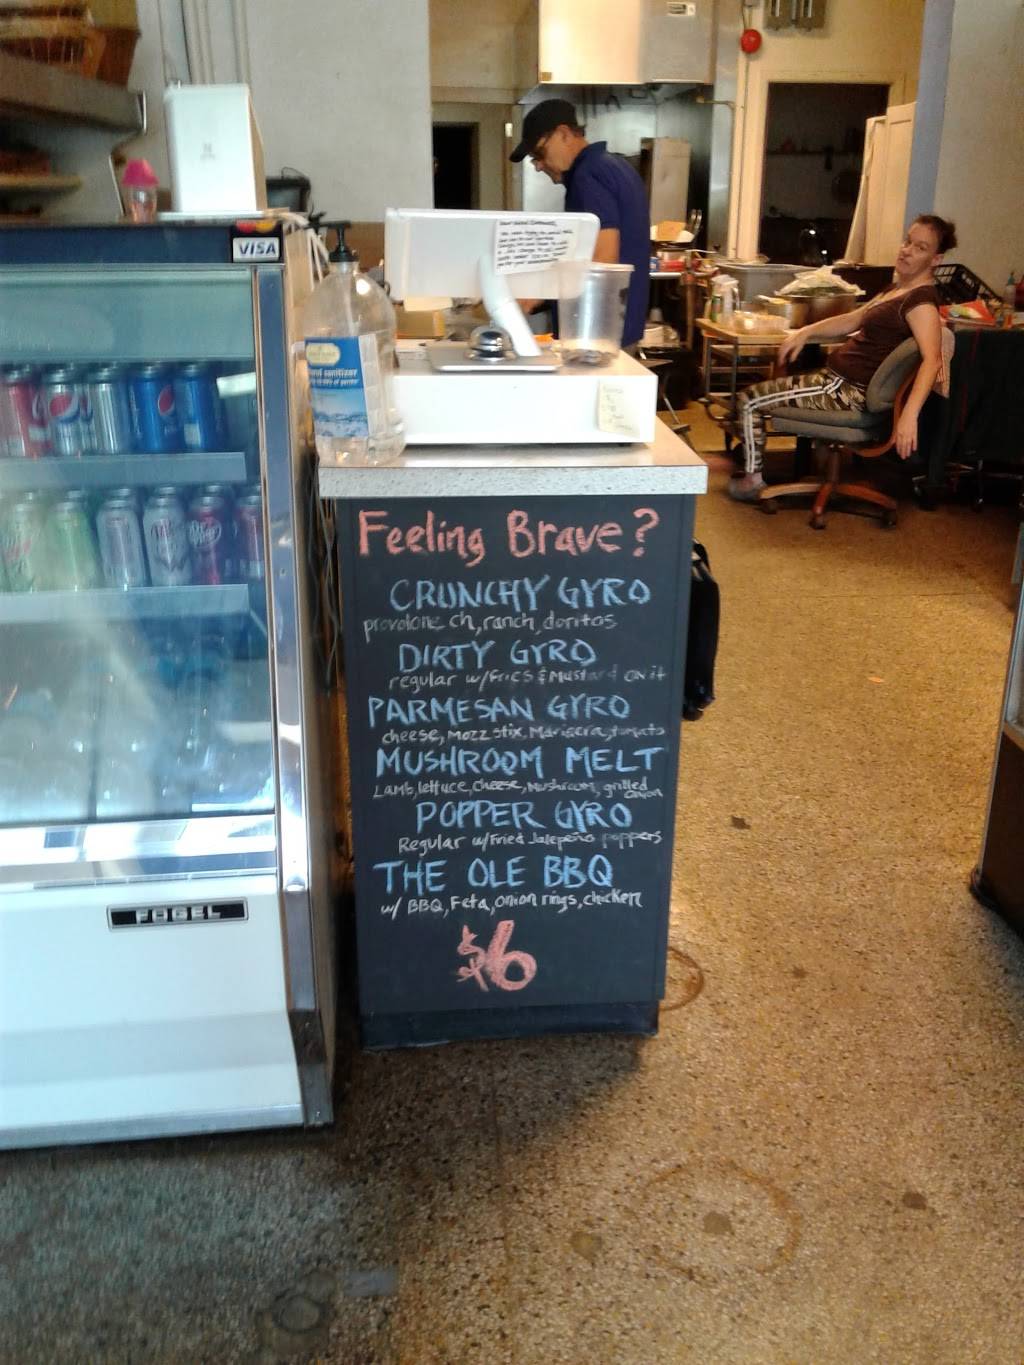 VISA
hand sanitizer
Feeling Brave?
CRUNCHY GYRO
provolone ch, ranch, doritos
DIRTY GYRO
regular w/fries & Mustard on it
PARMESAN GYRO
cheese, mozz stix, Marinara, tomato
MUSHROOM MELT
Lamb, lettuce, cheese, Mushroom, grilled
onion
POPPER GYRO
Regular w/Fried Jalepeño poppers
THE OLE BBQ
w/ BBQ, Feta, onion rings, chicken
$6
FOGEL